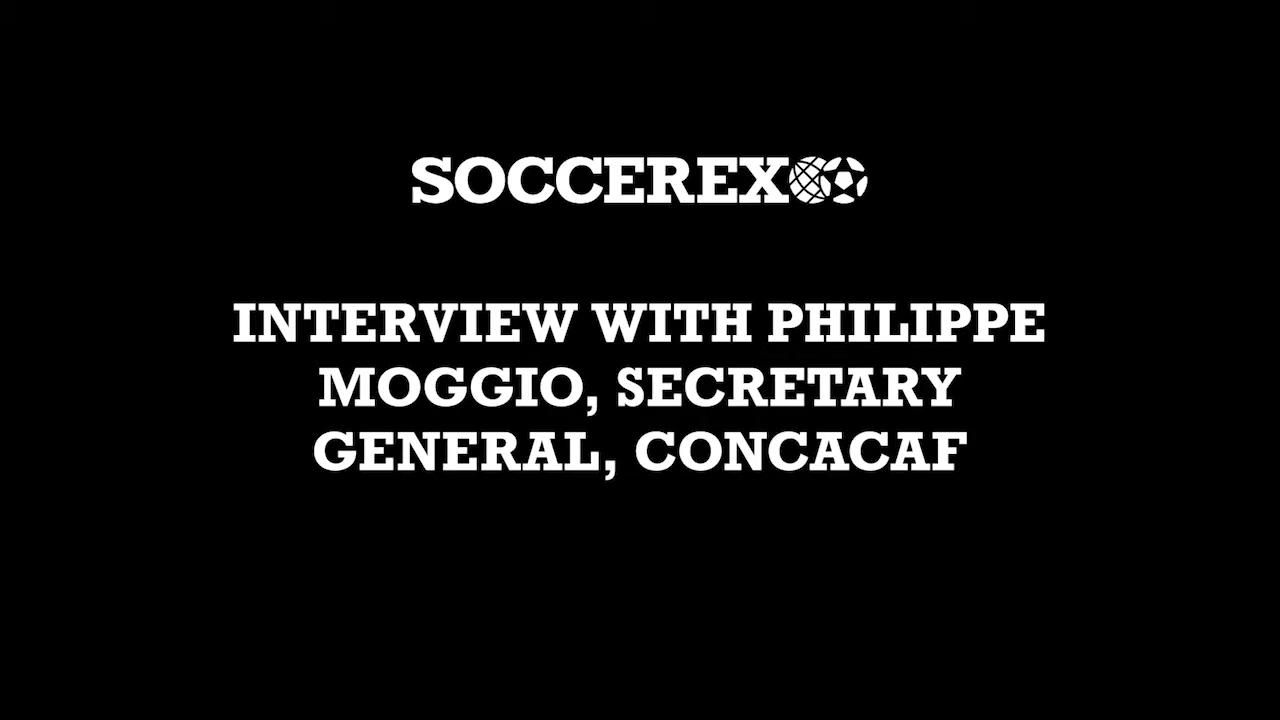 SOCCEREX
INTERVIEW WITH PHILIPPE
MOGGIO, SECRETARY
GENERAL, CONCACAF